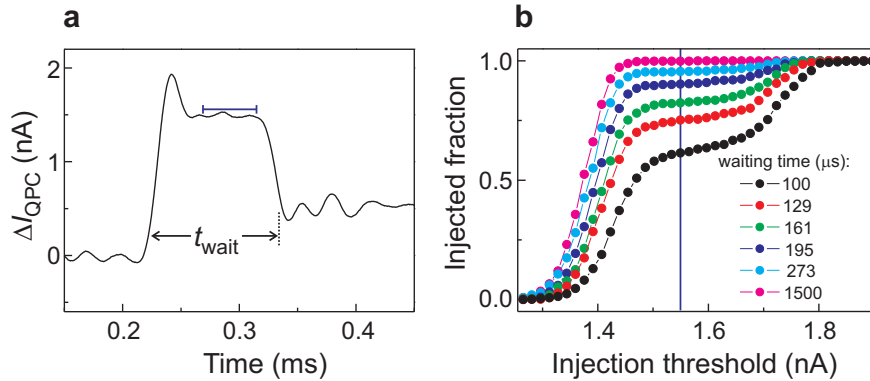 a
ΔI_QPC (nA)
2
1
0
t_wait
0.2
0.3
0.4
Time (ms)
b
Injected fraction
1.0
0.5
0.0
waiting time (μs):
100
129
161
195
273
1500
1.4
1.6
1.8
Injection threshold (nA)